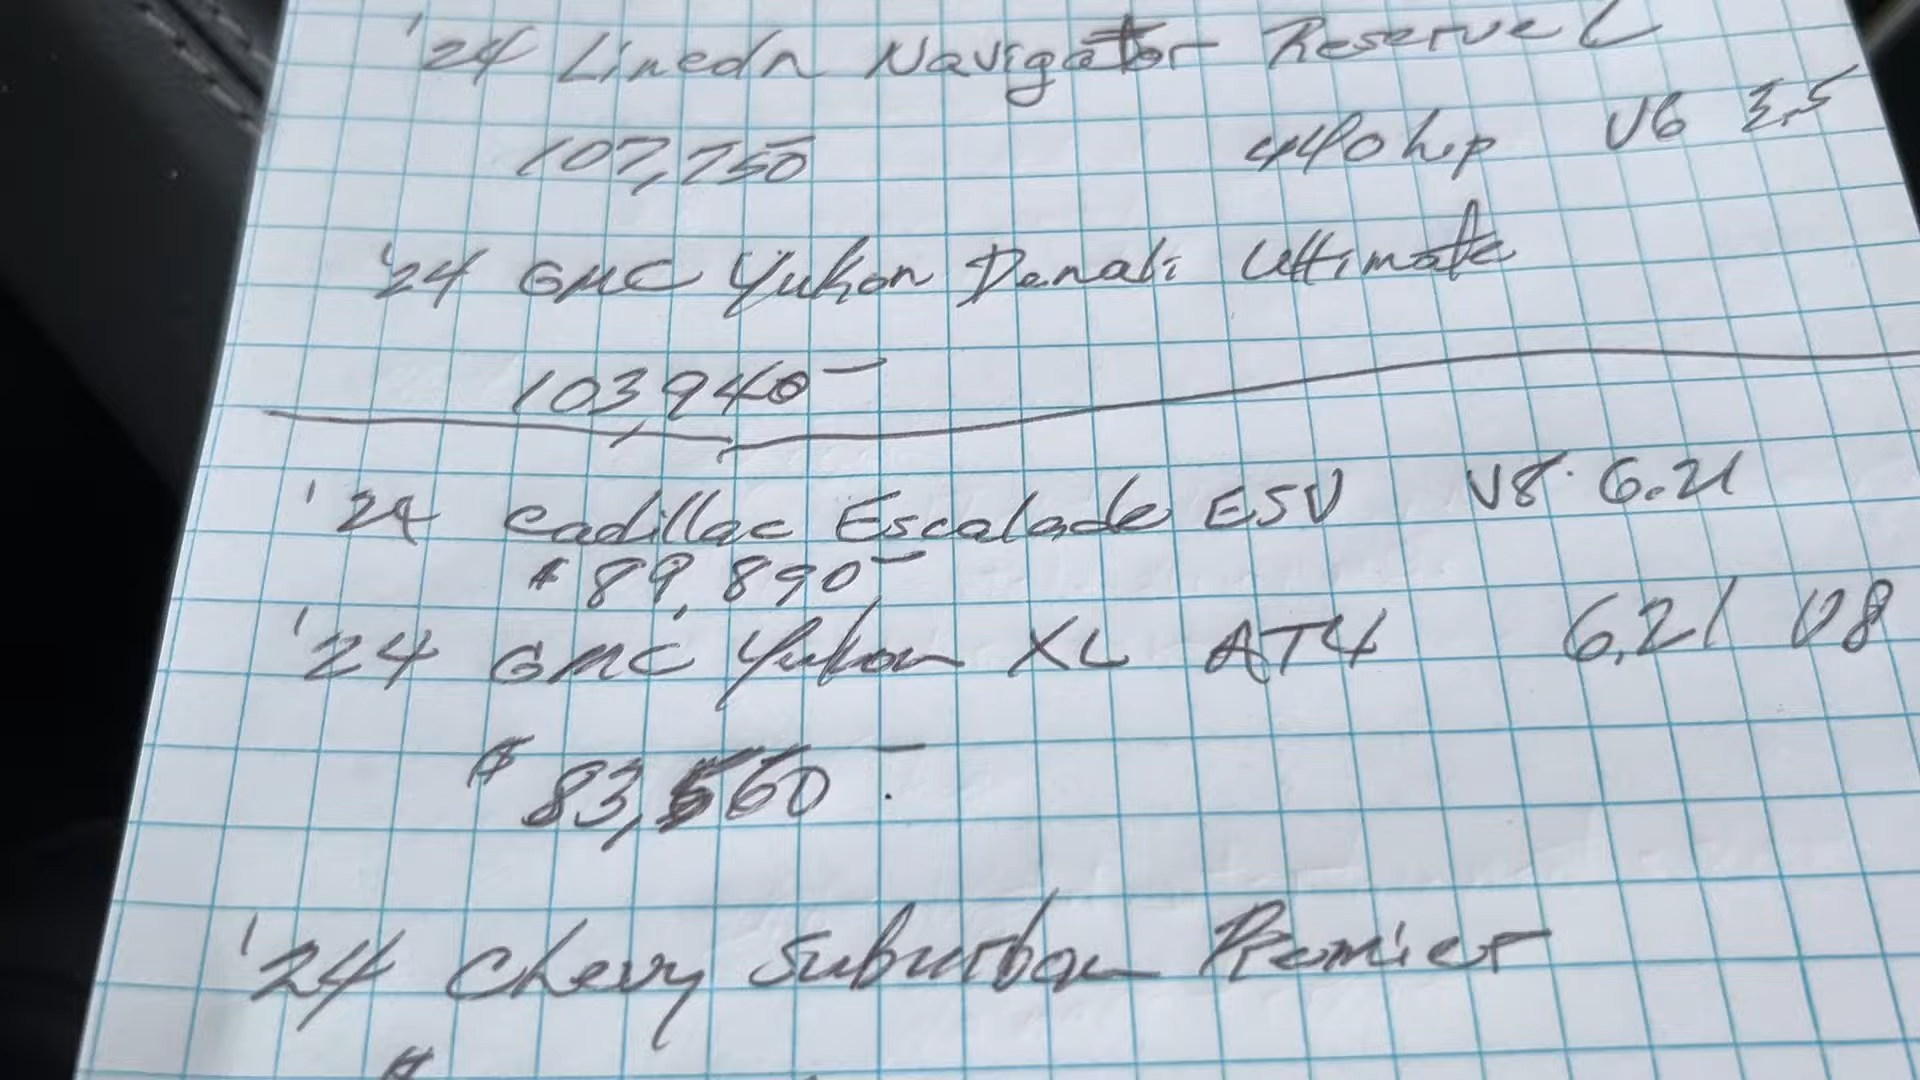 '24 Lincoln Navigator Reserve L
107,750 440 hp V6 3.5
'24 GMC Yukon Denali Ultimate
103,940 -
'24 Cadillac Escalade ESV V8 6.2l
$89,890 -
'24 GMC Yukon XL AT4 6.2l V8
$83,560 -
'24 Chevy Suburban Premier
$